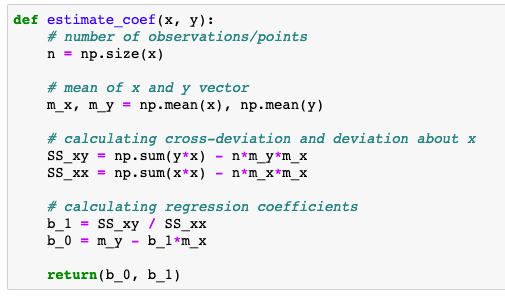 def estimate_coef(x, y):
    # number of observations/points
    n = np.size(x)

    # mean of x and y vector
    m_x, m_y = np.mean(x), np.mean(y)

    # calculating cross-deviation and deviation about x
    SS_xy = np.sum(y*x) - n*m_y*m_x
    SS_xx = np.sum(x*x) - n*m_x*m_x

    # calculating regression coefficients
    b_1 = SS_xy / SS_xx
    b_0 = m_y - b_1*m_x

    return(b_0, b_1)